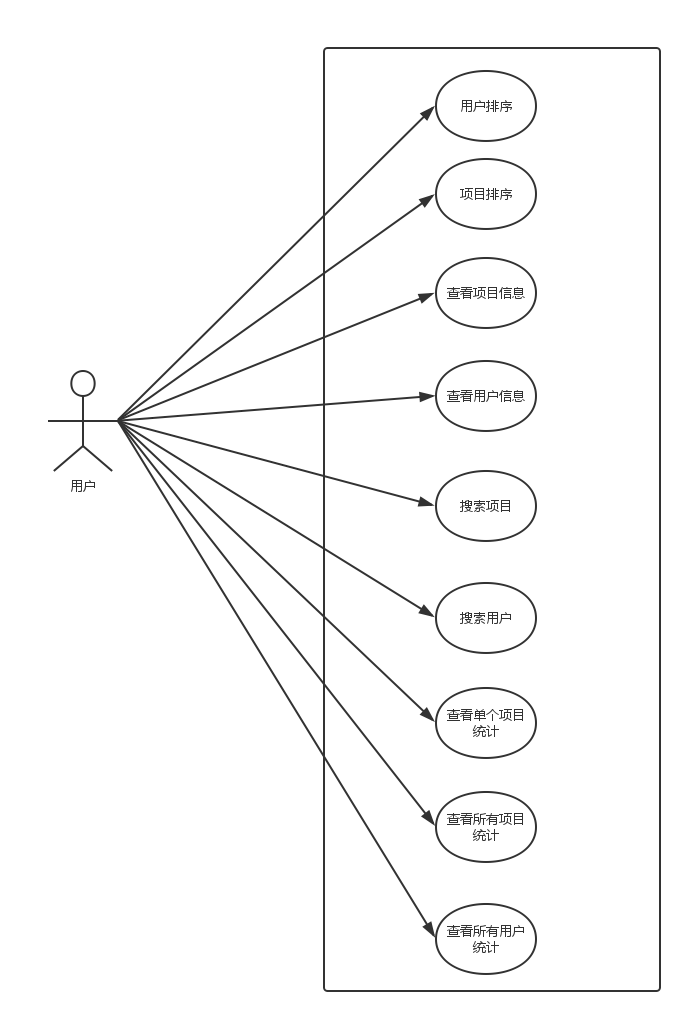 用户排序
项目排序
查看项目信息
查看用户信息
用户
搜索项目
搜索用户
查看单个项目
统计
查看所有项目
统计
查看所有用户
统计